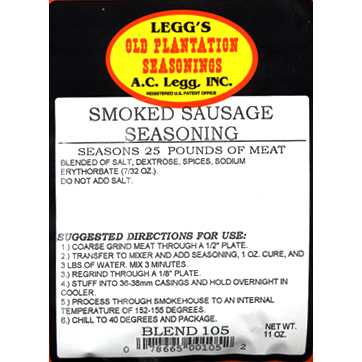 LEGG'S
OLD PLANTATION
SEASONINGS
A.C. Legg, INC.
REGISTERED U.S. PATENT OFFICE
SMOKED SAUSAGE
SEASONING
SEASONS 25 POUNDS OF MEAT
BLENDED OF SALT, DEXTROSE, SPICES, SODIUM
ERYTHORBATE (7/32 OZ.).
DO NOT ADD SALT.
SUGGESTED DIRECTIONS FOR USE:
1.) COARSE GRIND MEAT THROUGH A 1/2" PLATE.
2.) TRANSFER TO MIXER AND ADD SEASONING, 1 OZ. CURE, AND
3 LBS OF WATER. MIX 3 MINUTES.
3.) REGRIND THROUGH A 1/8" PLATE.
4.) STUFF INTO 36-38mm CASINGS AND HOLD OVERNIGHT IN
COOLER.
5.) PROCESS THROUGH SMOKEHOUSE TO AN INTERNAL
TEMPERATURE OF 152-155 DEGREES.
6.) CHILL TO 40 DEGREES AND PACKAGE.
BLEND 105
NET WT.
11 OZ.
0 78665 00105 2